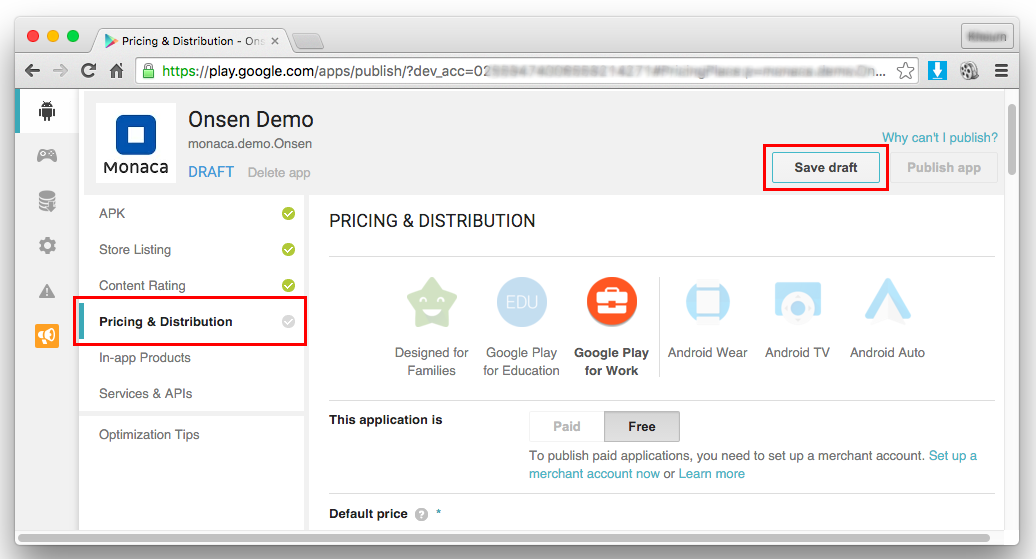 Pricing & Distribution - Ons
https://play.google.com/apps/publish/?dev_acc=02
Onsen Demo
monaca.demo.Onsen
MONACA
DRAFT Delete app
Why can't I publish?
Save draft Publish app
APK
Store Listing
Content Rating
Pricing & Distribution
In-app Products
Services & APIs
Optimization Tips
PRICING & DISTRIBUTION
EDU
Designed for
Families
Google Play
for Education
Google Play
for Work
Android Wear
Android TV
Android Auto
This application is
Paid Free
To publish paid applications, you need to set up a merchant account. Set up a
merchant account now or Learn more
Default price ? *